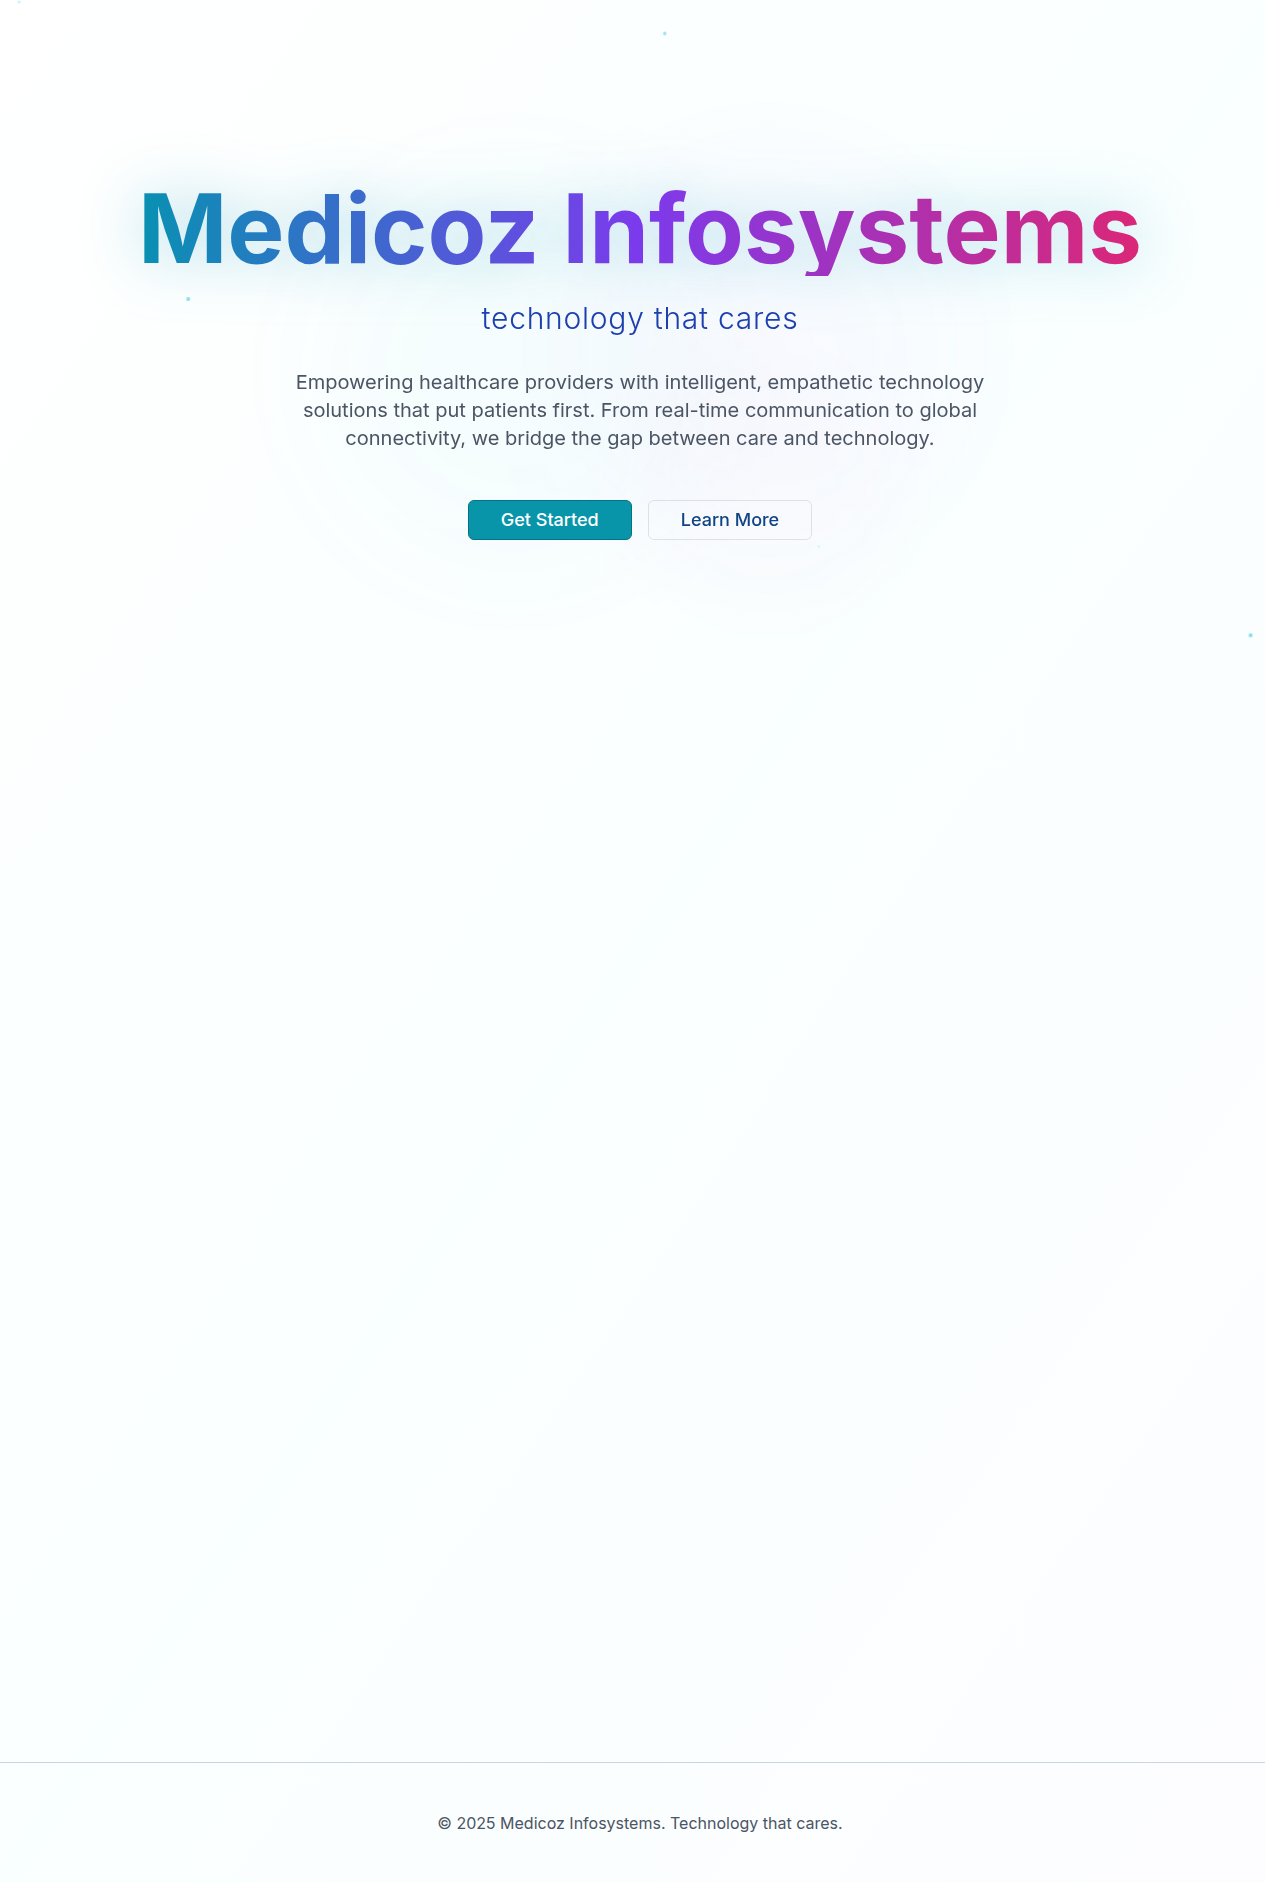 Medicoz Infosystems
technology that cares
Empowering healthcare providers with intelligent, empathetic technology
solutions that put patients first. From real-time communication to global
connectivity, we bridge the gap between care and technology.
Get Started
Learn More
© 2025 Medicoz Infosystems. Technology that cares.